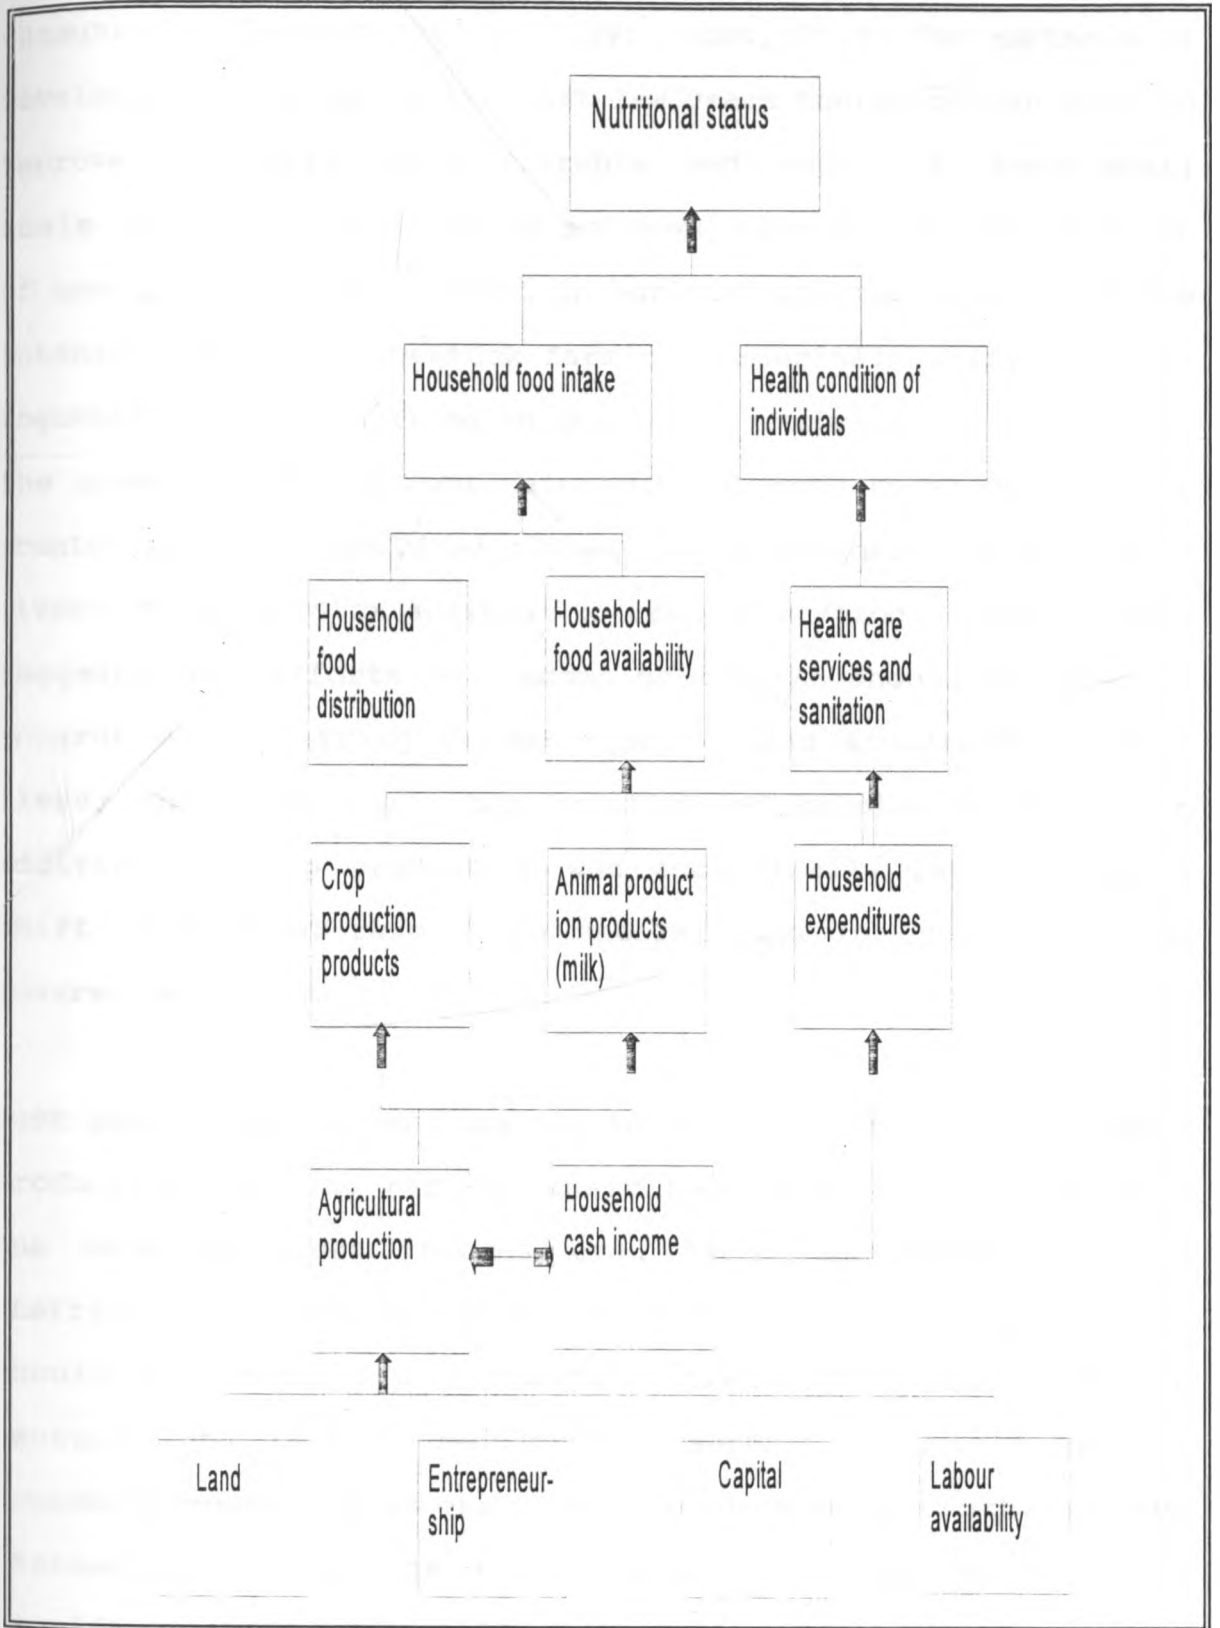 Nutritional status
Household food intake
Health condition of
individuals
Household
food
distribution
Household
food availability
Health care
services and
sanitation
Crop
production
products
Animal product
ion products
(milk)
Household
expenditures
Agricultural
production
Household
cash income
Land
Entrepreneur-
ship
Capital
Labour
availability